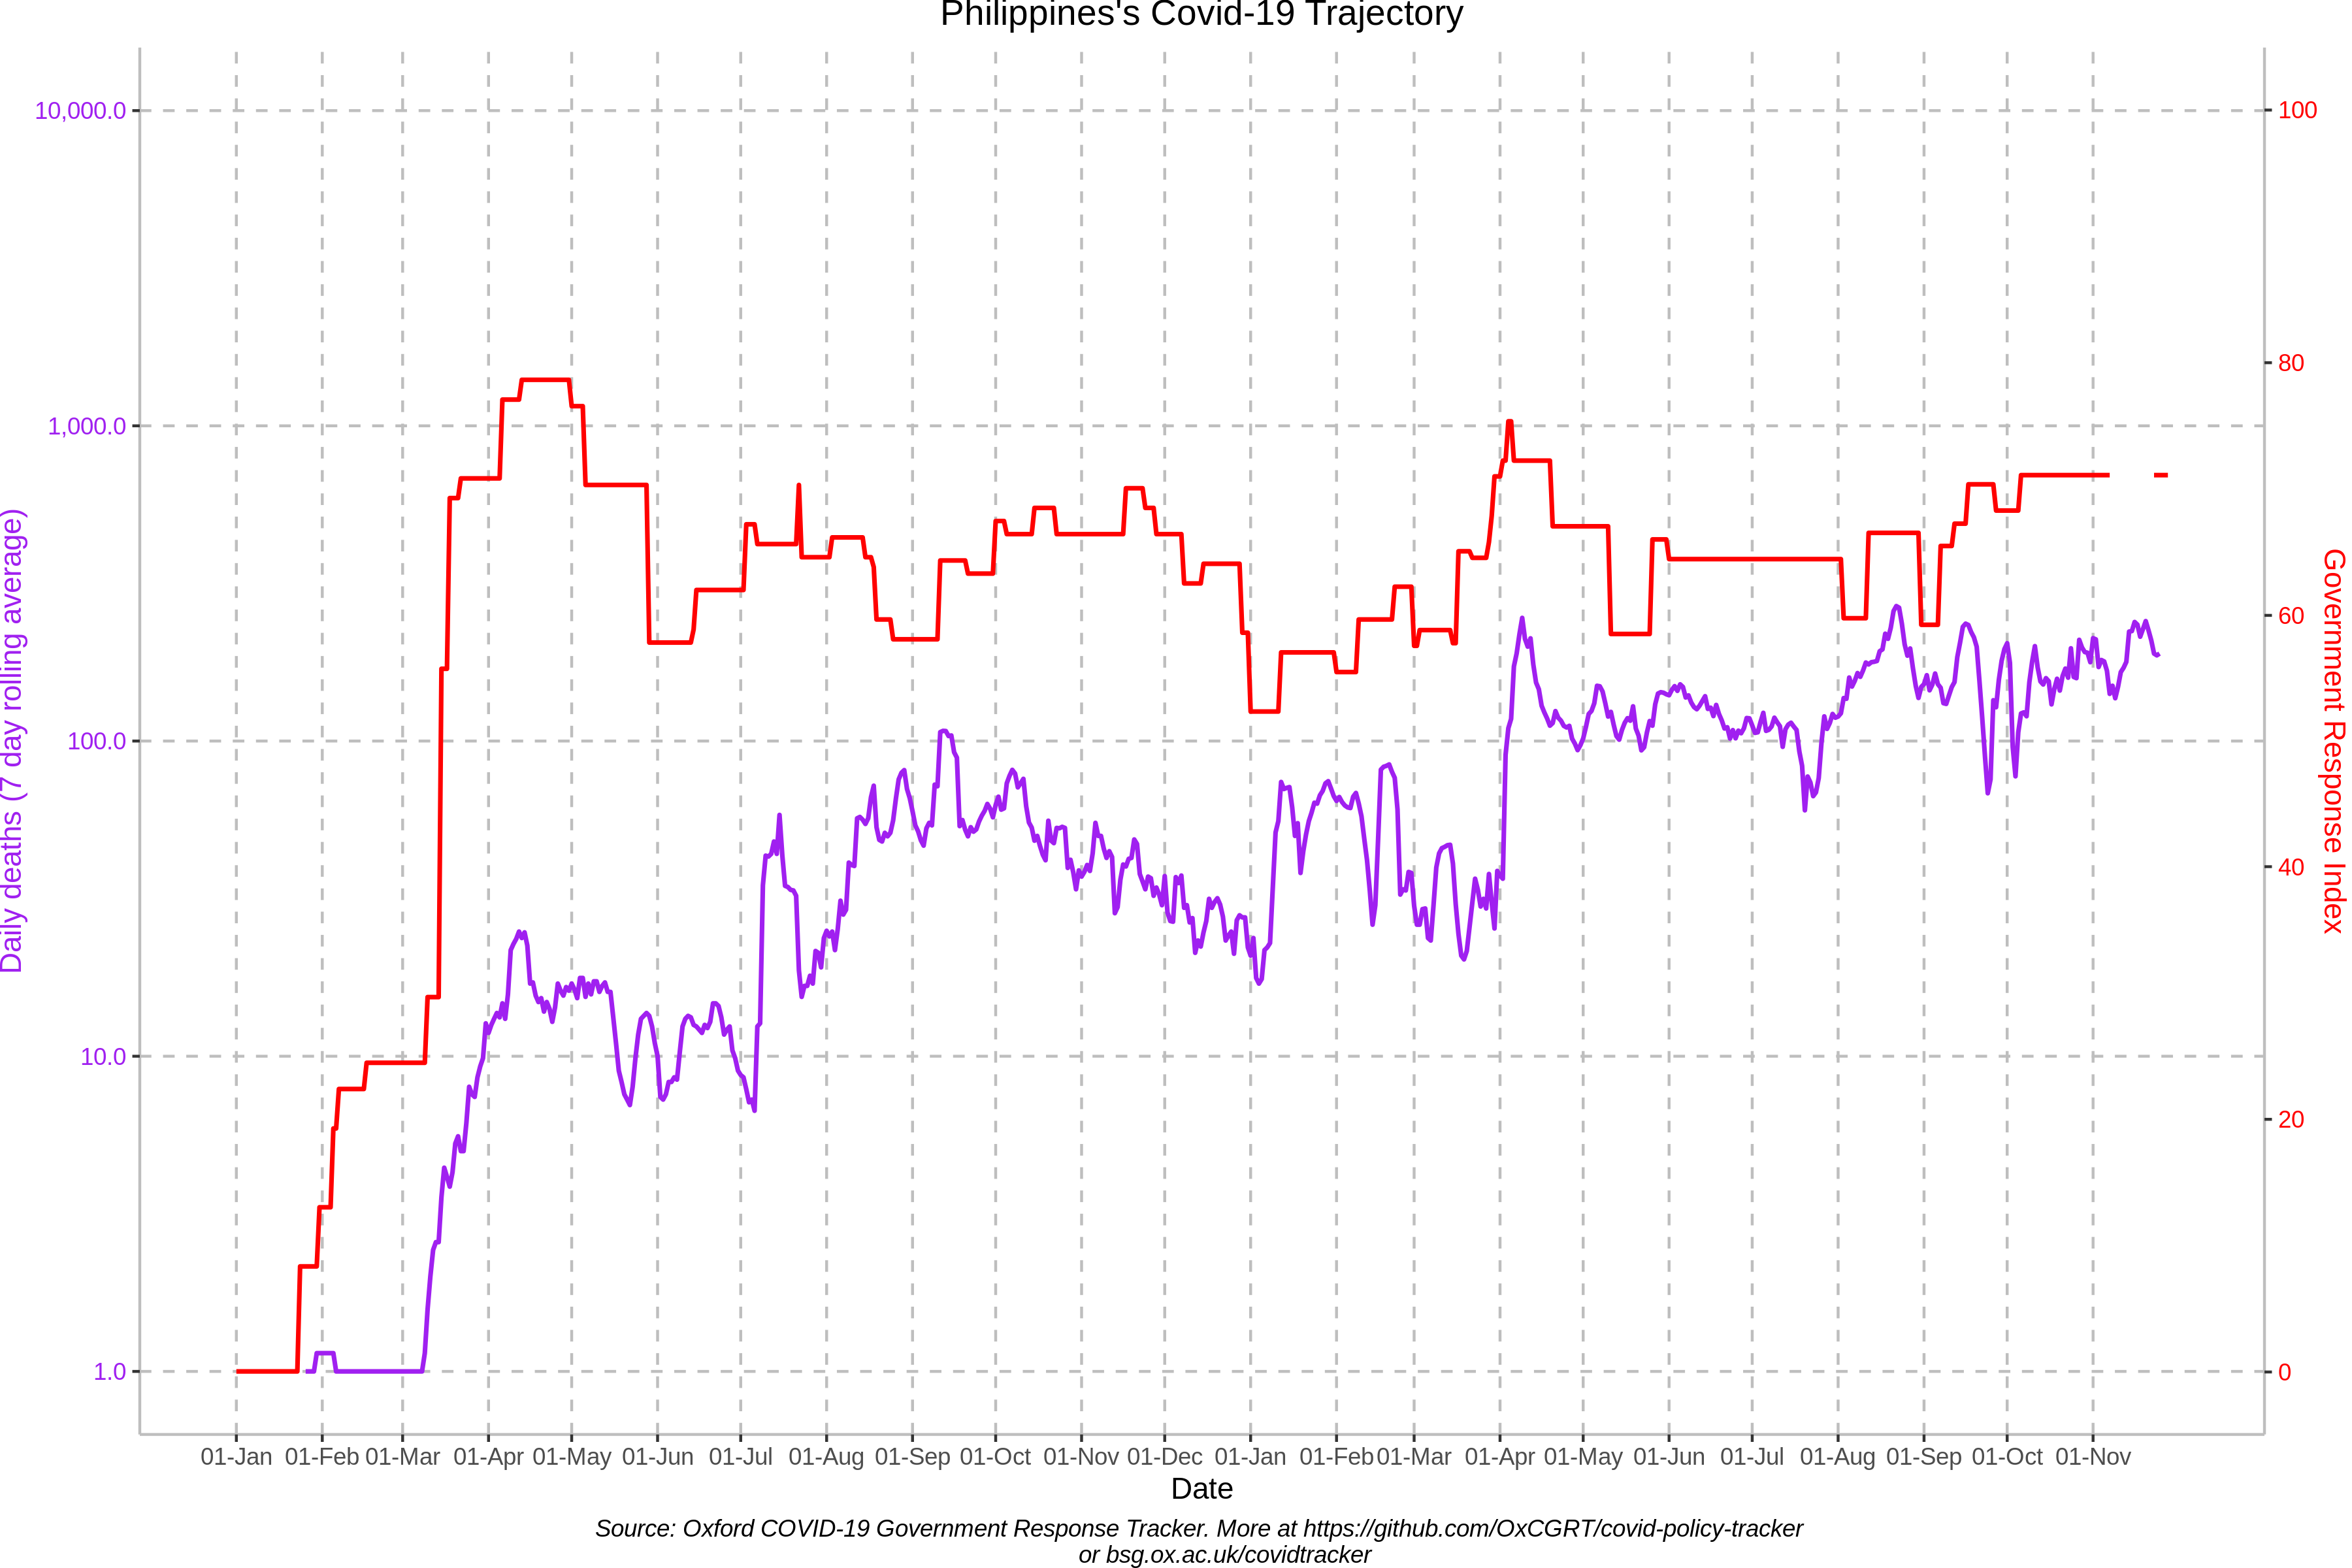 Philippines's Covid-19 Trajectory
10,000.0
1,000.0
100.0
10.0
1.0
Daily deaths (7 day rolling average)
100
80
60
40
20
0
Government Response Index
01-Jan 01-Feb 01-Mar 01-Apr 01-May 01-Jun 01-Jul 01-Aug 01-Sep 01-Oct 01-Nov 01-Dec 01-Jan 01-Feb 01-Mar 01-Apr 01-May 01-Jun 01-Jul 01-Aug 01-Sep 01-Oct 01-Nov
Date
Source: Oxford COVID-19 Government Response Tracker. More at https://github.com/OxCGRT/covid-policy-tracker
or bsg.ox.ac.uk/covidtracker